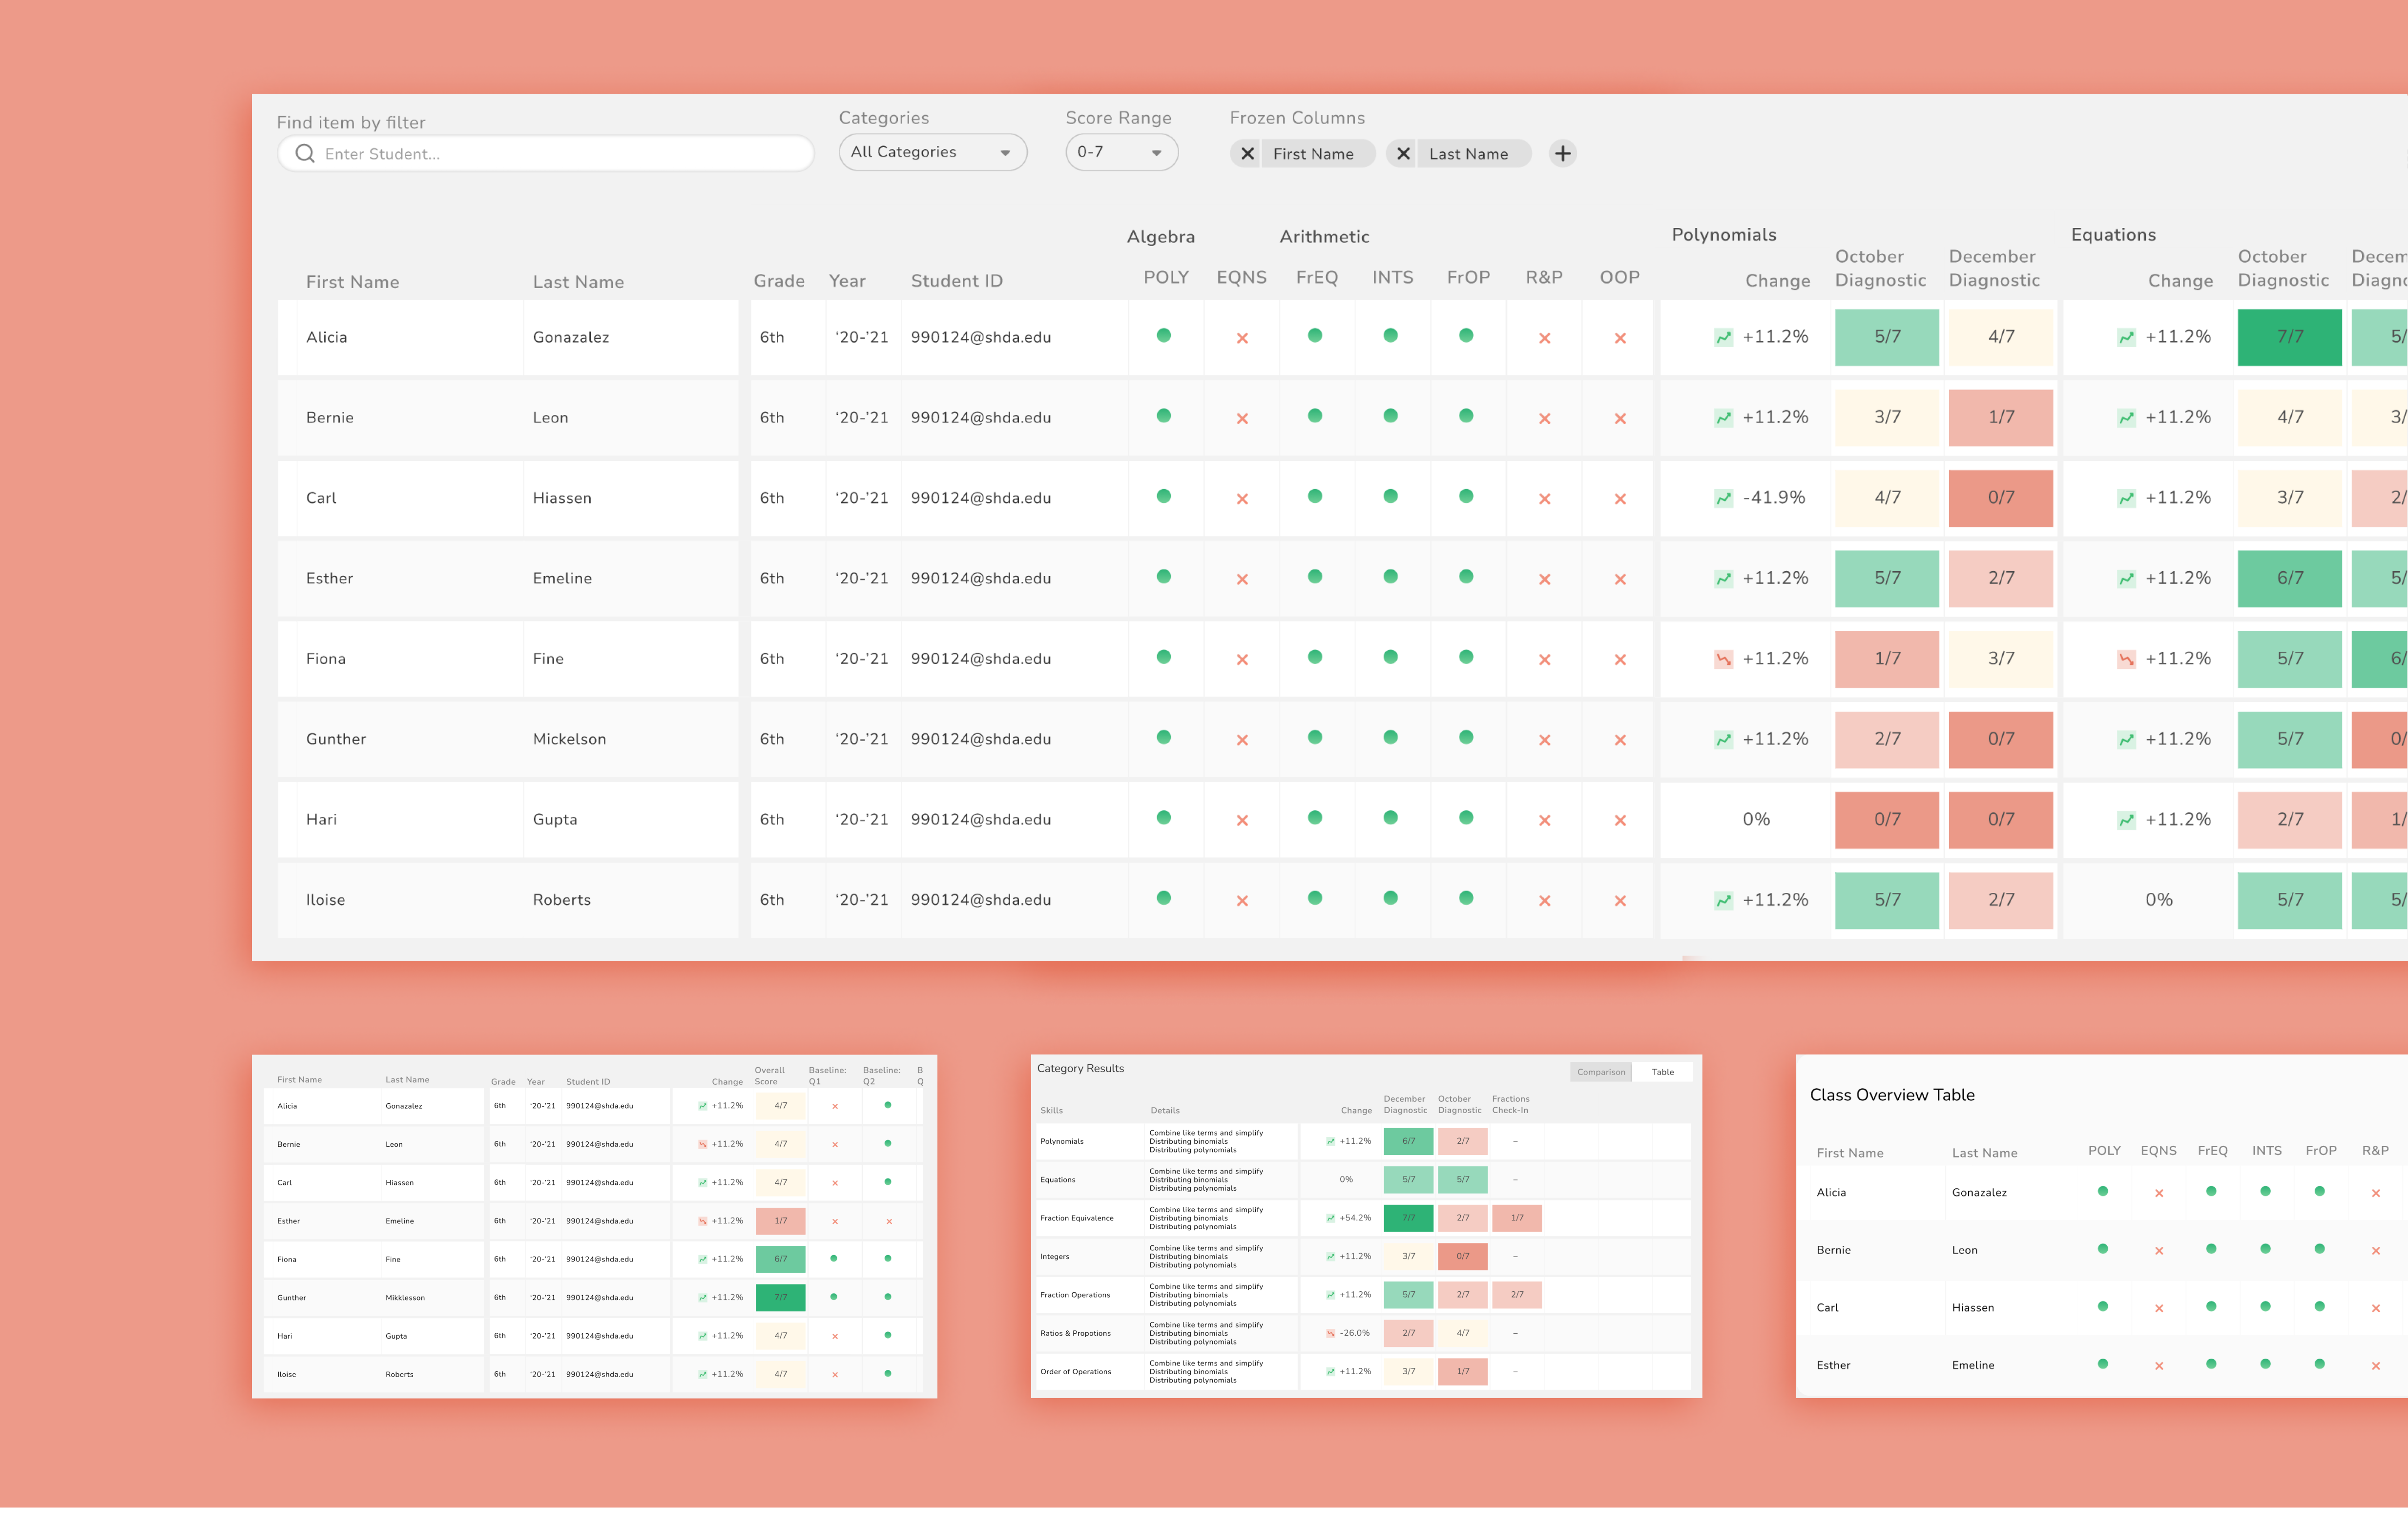 Find item by filter
Enter Student...
Categories
All Categories
Score Range
0-7
Frozen Columns
First Name Last Name
Algebra Arithmetic Polynomials Equations
October December October Decem
First Name Last Name Grade Year Student ID POLY EQNS FrEQ INTS FrOP R&P OOP Change Diagnostic Diagnostic Change Diagnostic Diagno
Alicia Gonazalez 6th ‘20-’21 990124@shda.edu +11.2% 5/7 4/7 +11.2% 7/7 5/
Bernie Leon 6th ‘20-’21 990124@shda.edu +11.2% 3/7 1/7 +11.2% 4/7 3/
Carl Hiassen 6th ‘20-’21 990124@shda.edu -41.9% 4/7 0/7 +11.2% 3/7 2/
Esther Emeline 6th ‘20-’21 990124@shda.edu +11.2% 5/7 2/7 +11.2% 6/7 5/
Fiona Fine 6th ‘20-’21 990124@shda.edu +11.2% 1/7 3/7 +11.2% 5/7 6/
Gunther Mickelson 6th ‘20-’21 990124@shda.edu +11.2% 2/7 0/7 +11.2% 5/7 0/
Hari Gupta 6th ‘20-’21 990124@shda.edu 0% 0/7 0/7 +11.2% 2/7 1/
Iloise Roberts 6th ‘20-’21 990124@shda.edu +11.2% 5/7 2/7 0% 5/7 5/
Overall Baseline: Baseline: B
First Name Last Name Grade Year Student ID Change Score Q1 Q2 Q
Alicia Gonazalez 6th ‘20-’21 990124@shda.edu +11.2% 4/7
Bernie Leon 6th ‘20-’21 990124@shda.edu +11.2% 4/7
Carl Hiassen 6th ‘20-’21 990124@shda.edu +11.2% 4/7
Esther Emeline 6th ‘20-’21 990124@shda.edu +11.2% 1/7
Fiona Fine 6th ‘20-’21 990124@shda.edu +11.2% 6/7
Gunther Mikklesson 6th ‘20-’21 990124@shda.edu +11.2% 7/7
Hari Gupta 6th ‘20-’21 990124@shda.edu +11.2% 4/7
Iloise Roberts 6th ‘20-’21 990124@shda.edu +11.2% 4/7
Category Results
Comparison Table
December October Fractions
Skills Details Change Diagnostic Diagnostic Check-In
Combine like terms and simplify
Polynomials Distributing binomials +11.2% 6/7 2/7 –
Distributing polynomials
Combine like terms and simplify
Equations Distributing binomials 0% 5/7 5/7 –
Distributing polynomials
Combine like terms and simplify
Fraction Equivalence Distributing binomials +54.2% 7/7 2/7 1/7
Distributing polynomials
Combine like terms and simplify
Integers Distributing binomials +11.2% 3/7 0/7 –
Distributing polynomials
Combine like terms and simplify
Fraction Operations Distributing binomials +11.2% 5/7 2/7 2/7
Distributing polynomials
Combine like terms and simplify
Ratios & Propotions Distributing binomials -26.0% 2/7 4/7 –
Distributing polynomials
Combine like terms and simplify
Order of Operations Distributing binomials +11.2% 3/7 1/7 –
Distributing polynomials
Class Overview Table
First Name Last Name POLY EQNS FrEQ INTS FrOP R&P
Alicia Gonazalez
Bernie Leon
Carl Hiassen
Esther Emeline